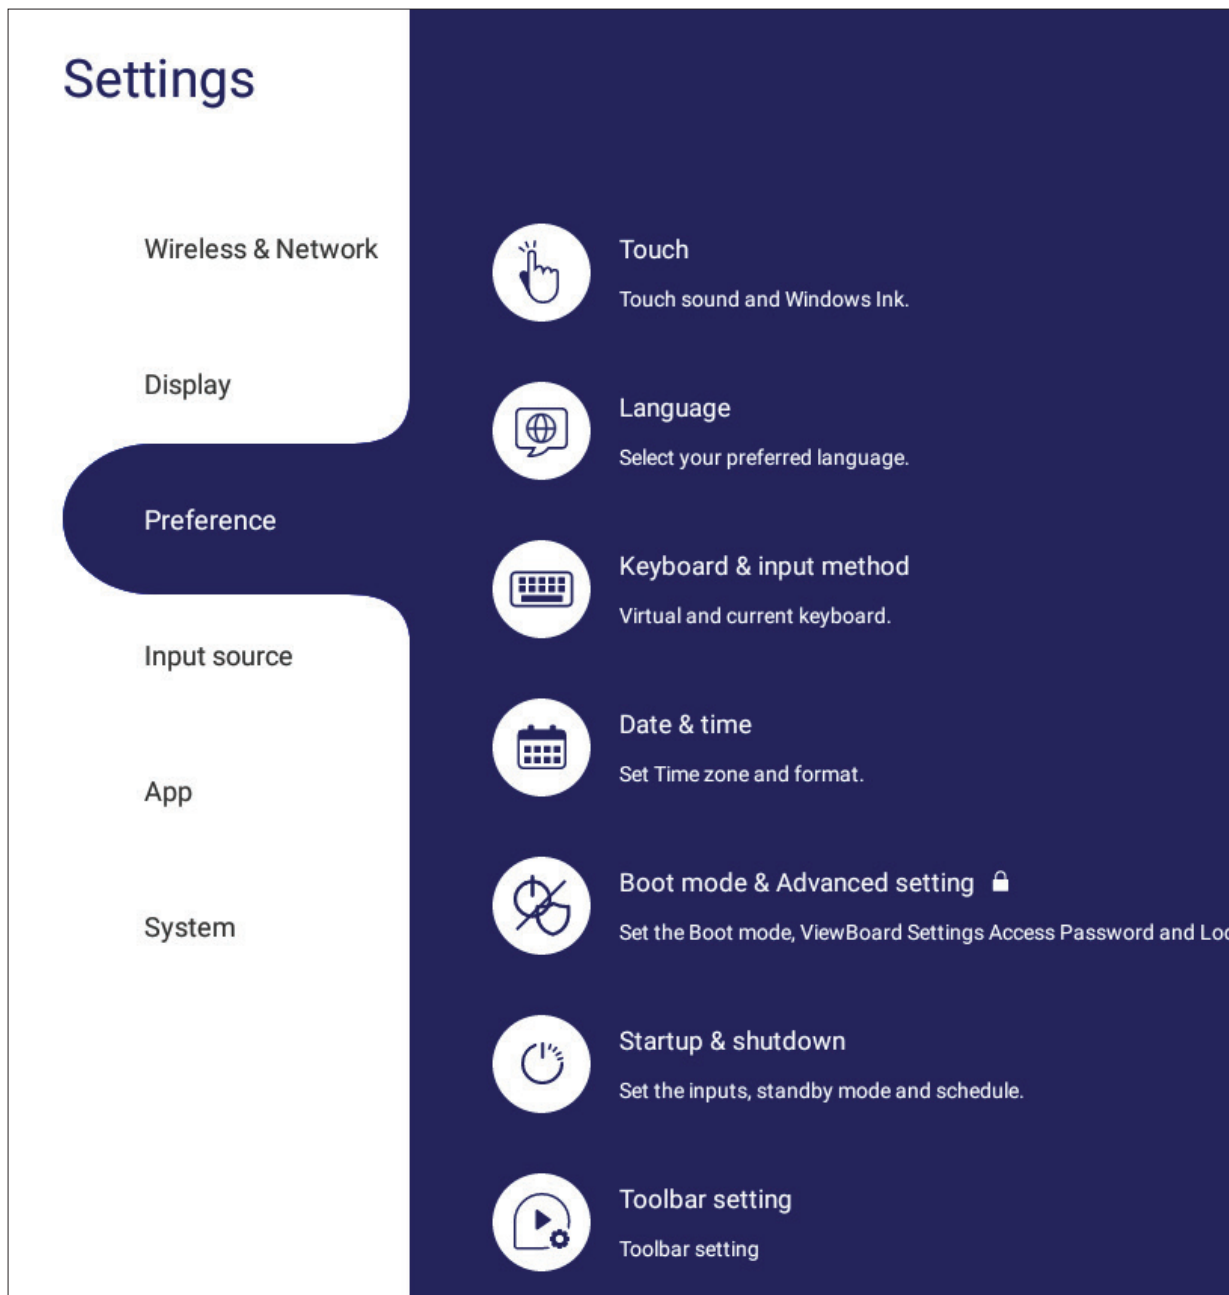 Settings
Wireless & Network
Display
Preference
Input source
App
System
Touch
Touch sound and Windows Ink.
Language
Select your preferred language.
Keyboard & input method
Virtual and current keyboard.
Date & time
Set Time zone and format.
Boot mode & Advanced setting
Set the Boot mode, ViewBoard Settings Access Password and
Startup & shutdown
Set the inputs, standby mode and schedule.
Toolbar setting
Toolbar setting